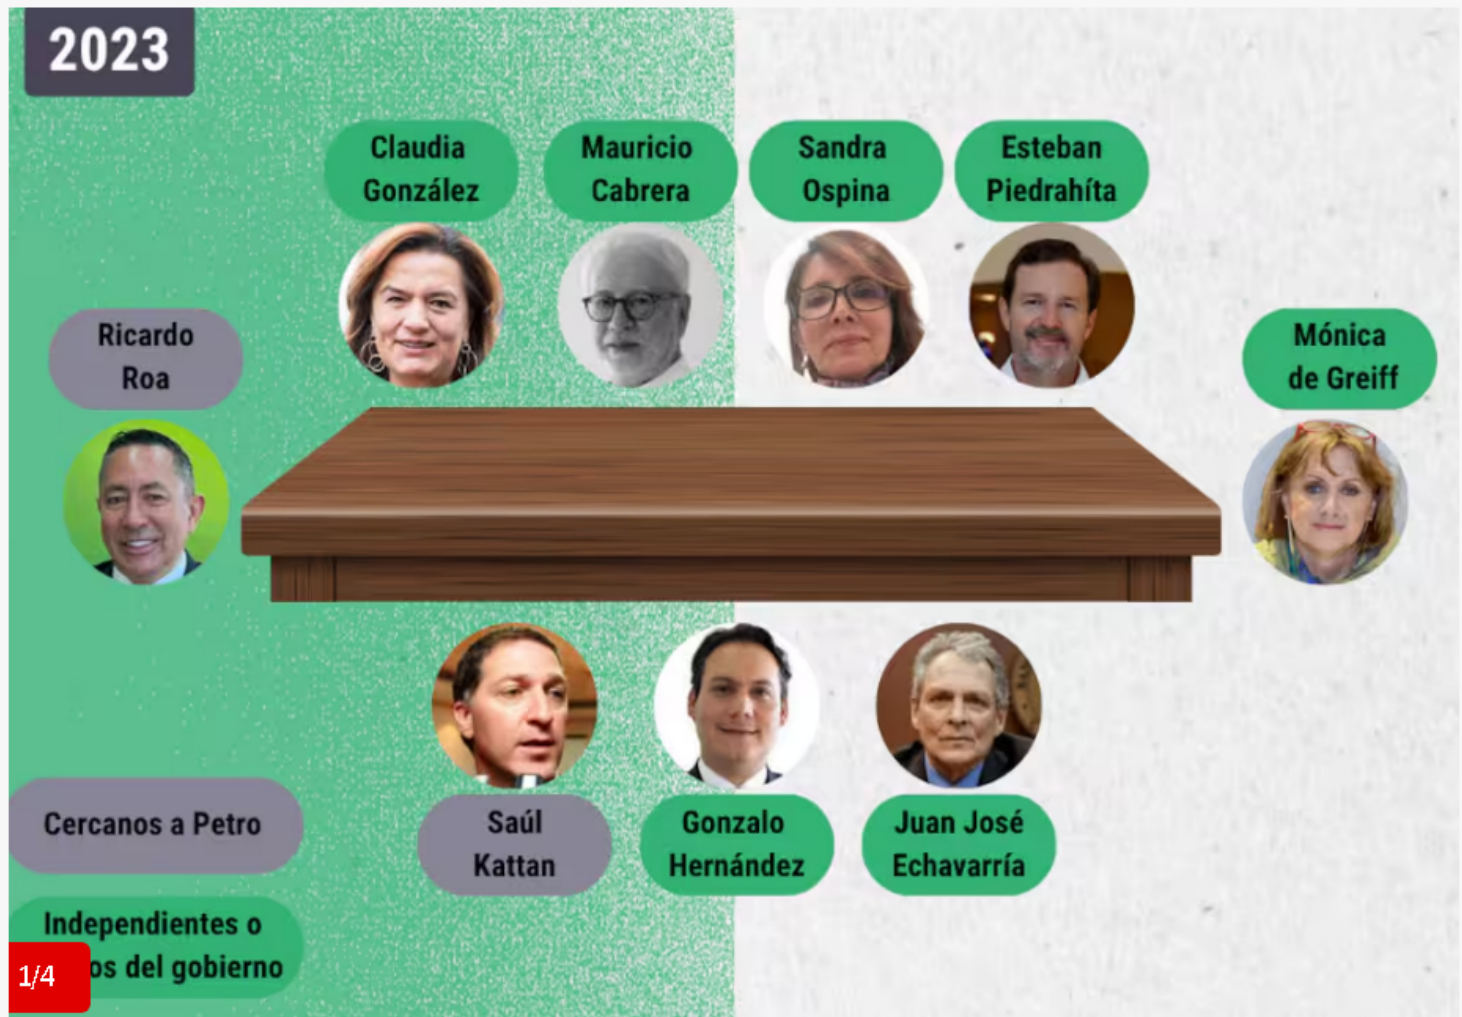 2023
Claudia
González
Mauricio
Cabrera
Sandra
Ospina
Esteban
Piedrahíta
Ricardo
Roa
Mónica
de Greiff
Saúl
Kattan
Gonzalo
Hernández
Juan José
Echavarría
Cercanos a Petro
Independientes o
del gobierno
1/4